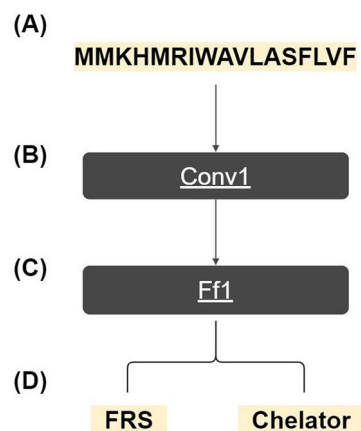 (A)
MMKHMRIWAVLASFLVF
(B)
Conv1
(C)
Ff1
(D)
FRS Chelator